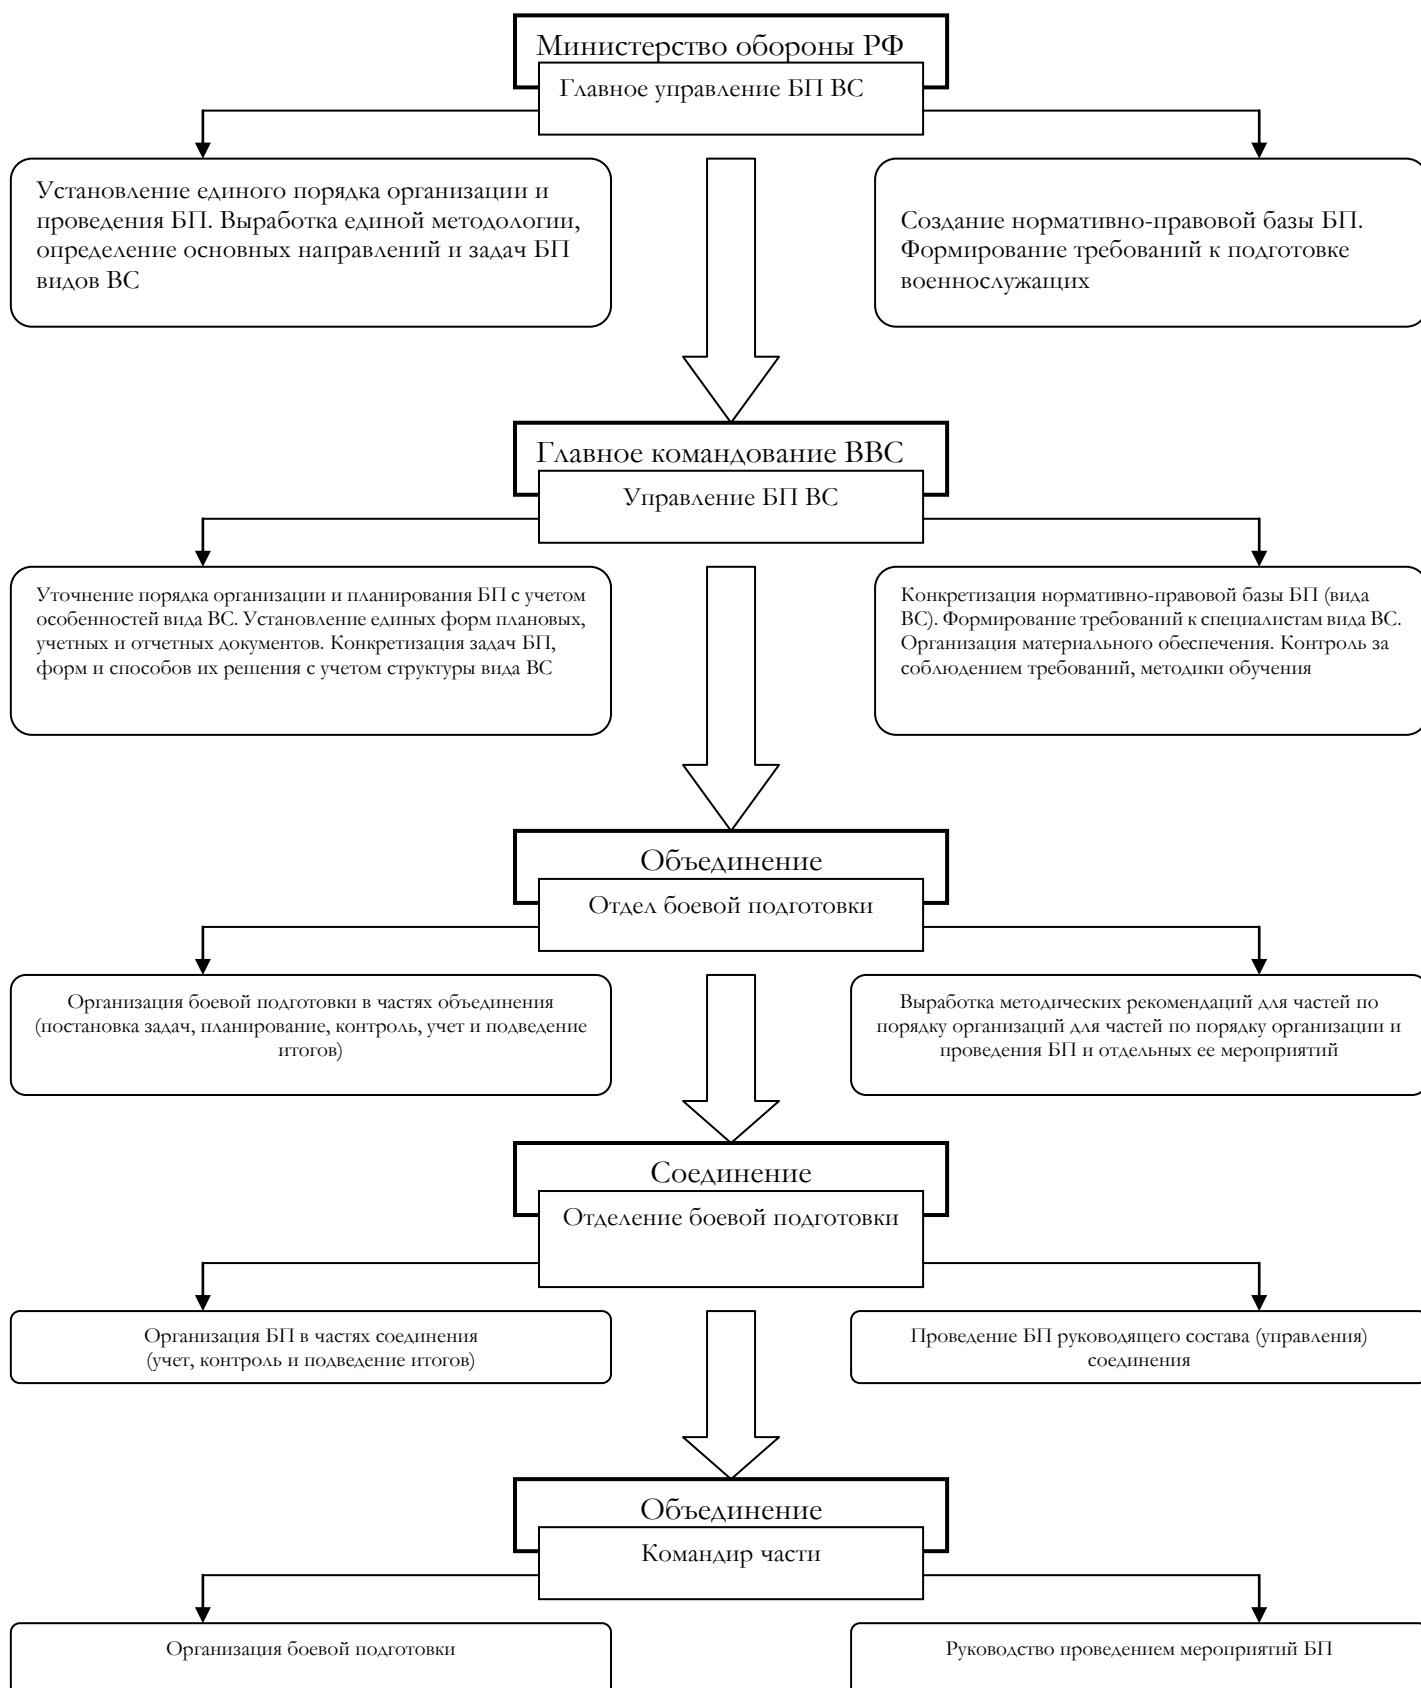 Министерство обороны РФ
Главное управление БП ВС
Установление единого порядка организации и
проведения БП. Выработка единой методологии,
определение основных направлений и задач БП
видов ВС
Создание нормативно-правовой базы БП.
Формирование требований к подготовке
военнослужащих
Главное командование ВВС
Управление БП ВС
Уточнение порядка организации и планирования БП с учетом
особенностей вида ВС. Установление единых форм плановых,
учетных и отчетных документов. Конкретизация задач БП,
форм и способов их решения с учетом структуры вида ВС
Конкретизация нормативно-правовой базы БП (вида
ВС). Формирование требований к специалистам вида ВС.
Организация материального обеспечения. Контроль за
соблюдением требований, методики обучения
Объединение
Отдел боевой подготовки
Организация боевой подготовки в частях объединения
(постановка задач, планирование, контроль, учет и подведение
итогов)
Выработка методических рекомендаций для частей по
порядку организаций для частей по порядку организации и
проведения БП и отдельных ее мероприятий
Соединение
Отделение боевой подготовки
Организация БП в частях соединения
(учет, контроль и подведение итогов)
Проведение БП руководящего состава (управления)
соединения
Объединение
Командир части
Организация боевой подготовки
Руководство проведением мероприятий БП